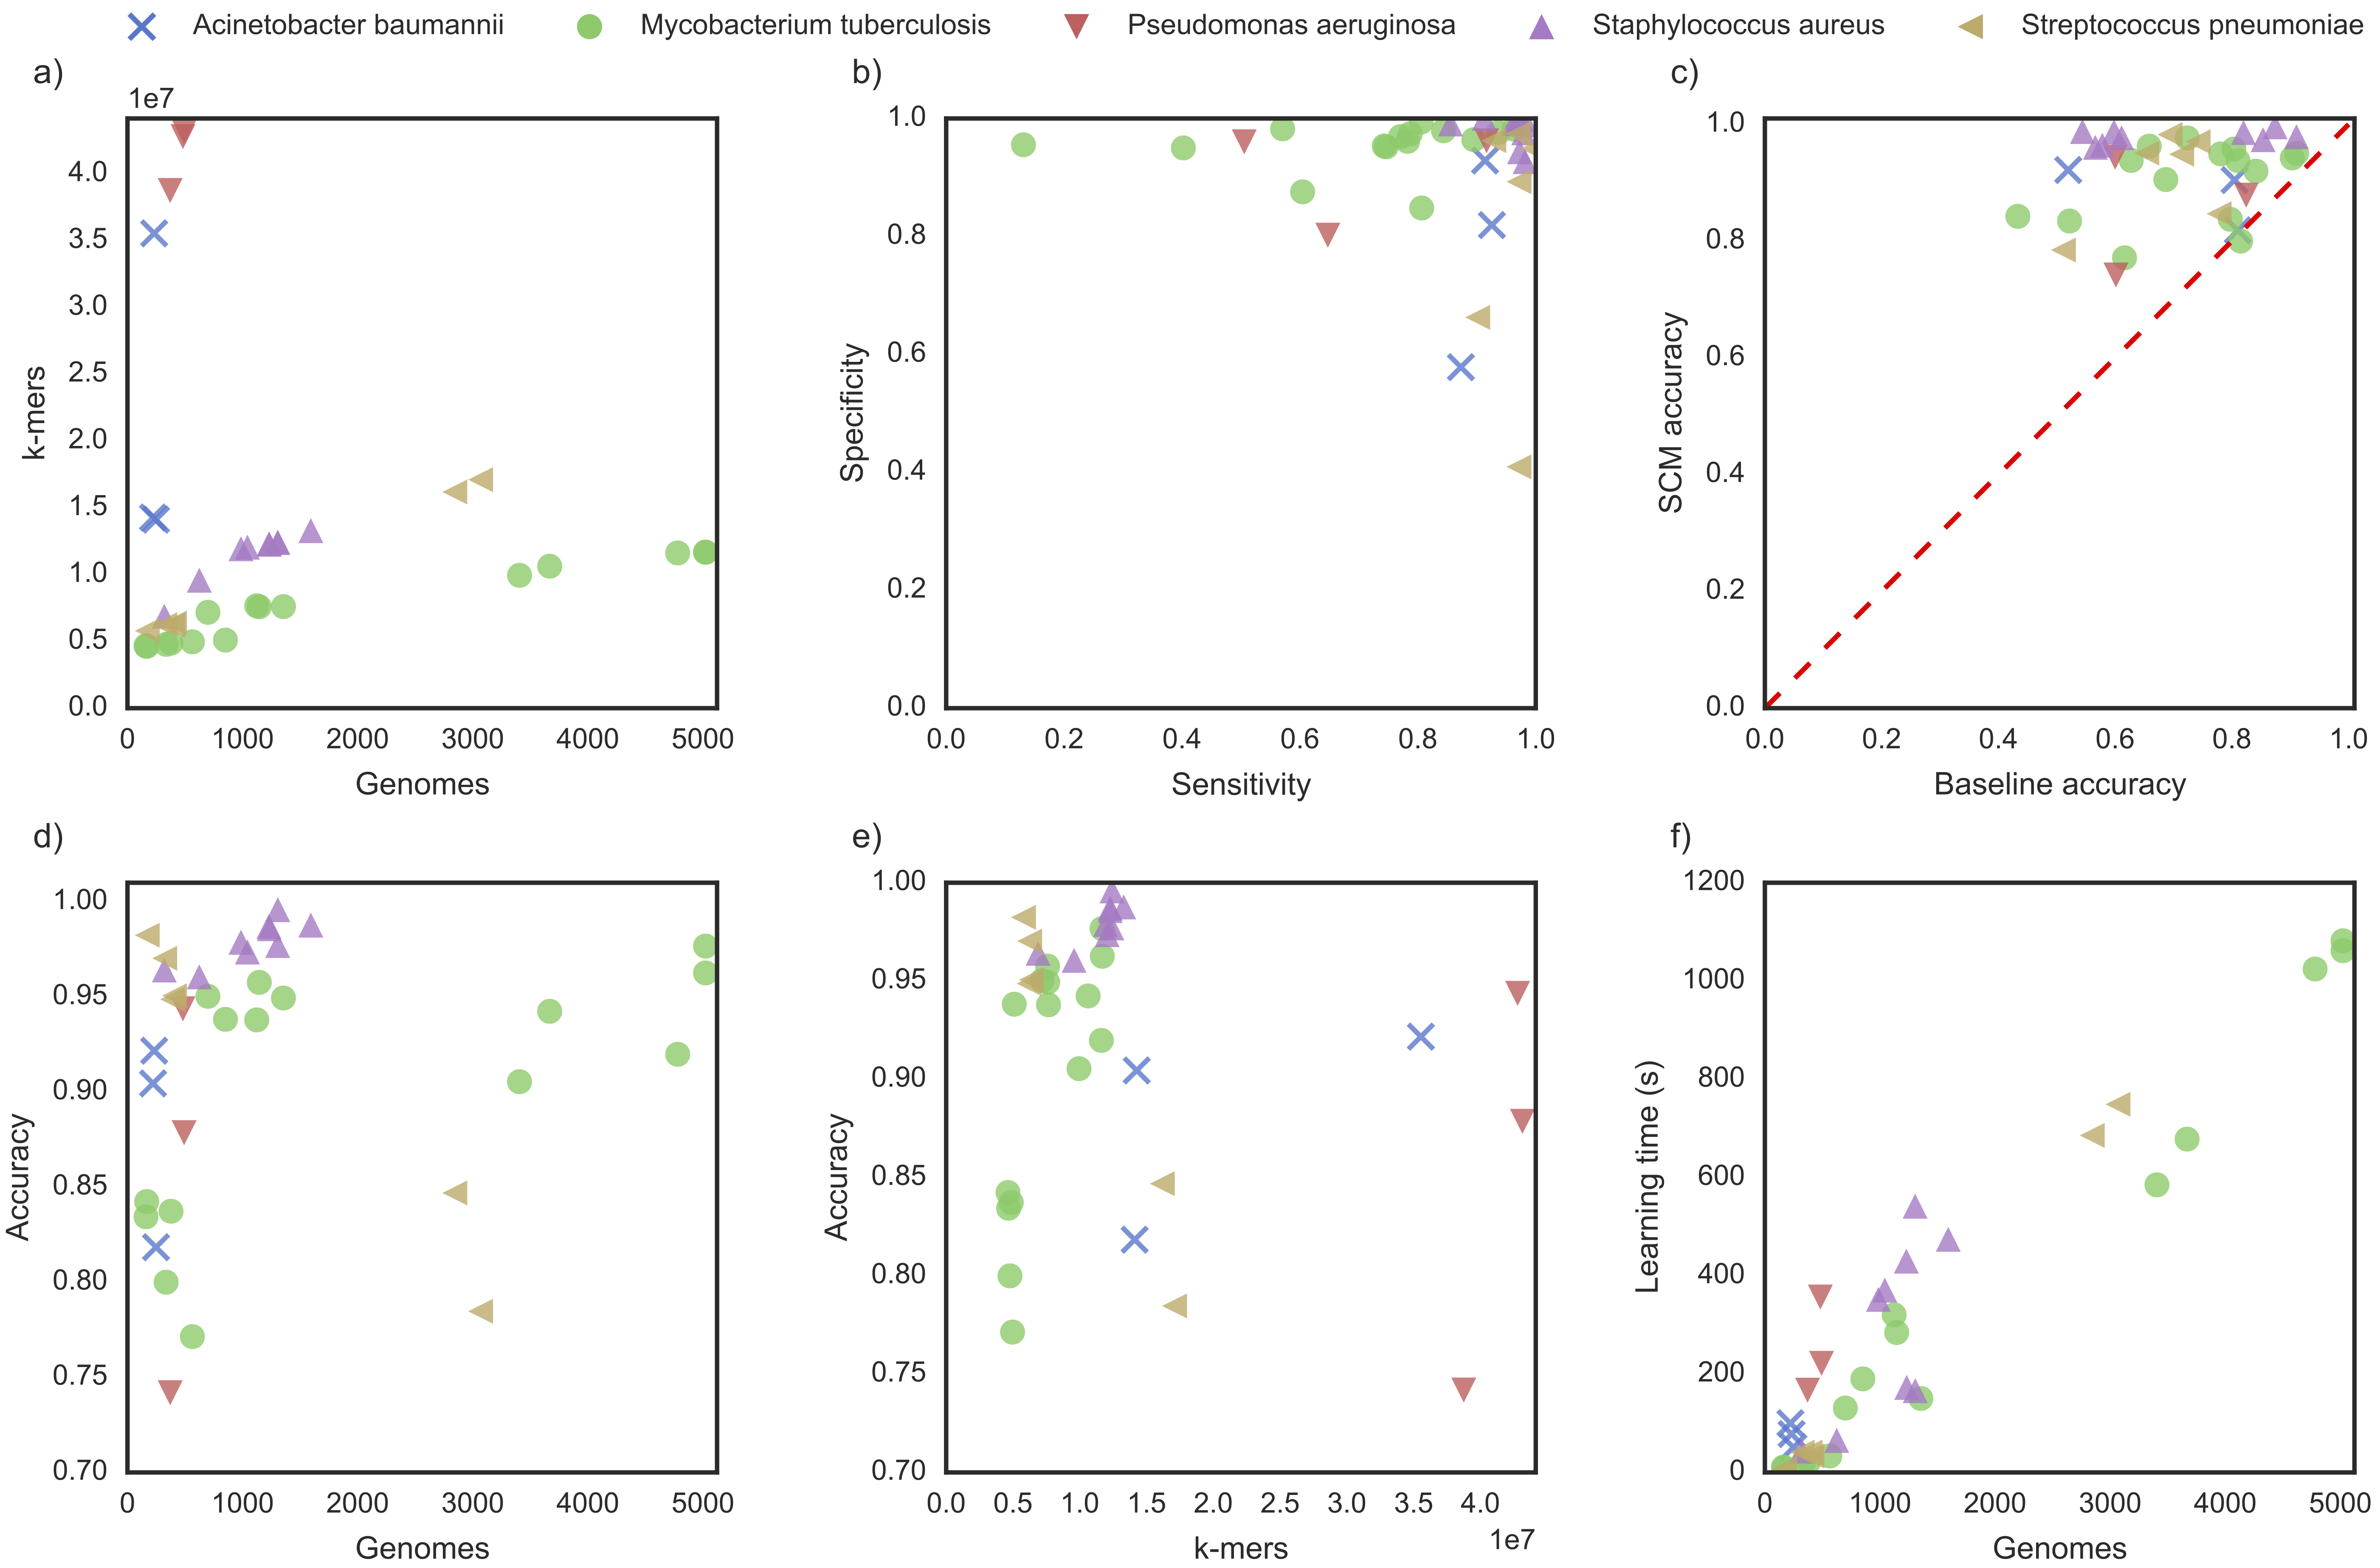 Acinetobacter baumannii Mycobacterium tuberculosis Pseudomonas aeruginosa Staphylococcus aureus Streptococcus pneumoniae
a)
1e7
4.0
3.5
3.0
2.5
2.0
1.5
1.0
0.5
0.0
k-mers
0 1000 2000 3000 4000 5000
Genomes
b)
1.0
0.8
0.6
0.4
0.2
0.0
Specificity
0.0 0.2 0.4 0.6 0.8 1.0
Sensitivity
c)
1.0
0.8
0.6
0.4
0.2
0.0
SCM accuracy
0.0 0.2 0.4 0.6 0.8 1.0
Baseline accuracy
d)
1.00
0.95
0.90
0.85
0.80
0.75
0.70
Accuracy
0 1000 2000 3000 4000 5000
Genomes
e)
1.00
0.95
0.90
0.85
0.80
0.75
0.70
Accuracy
0.0 0.5 1.0 1.5 2.0 2.5 3.0 3.5 4.0
1e7
k-mers
f)
1200
1000
800
600
400
200
0
Learning time (s)
0 1000 2000 3000 4000 5000
Genomes